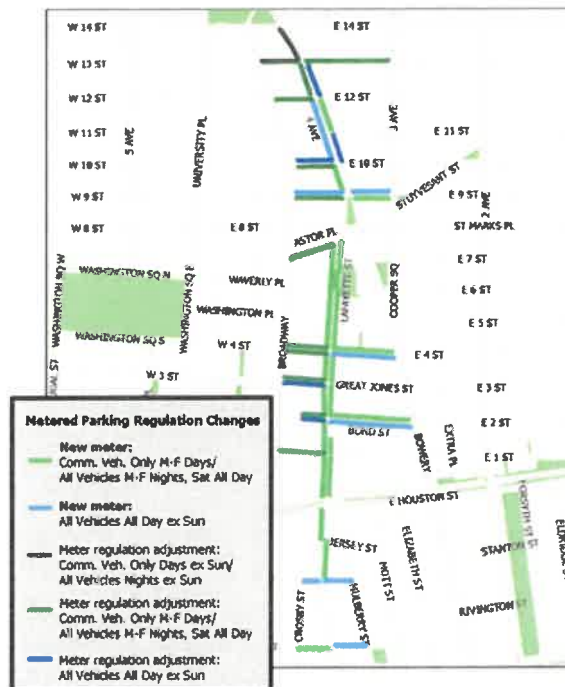 W 14 ST
E 14 ST
W 13 ST
W 12 ST
E 12 ST
W 11 ST
5 AVE
UNIVERSITY PL
4 AVE
3 AVE
E 11 ST
W 10 ST
E 10 ST
STUYVESANT ST
W 9 ST
E 9 ST
2 AVE
W 8 ST
E 8 ST
ASTOR PL
ST MARKS PL
WASHINGTON SQ W
WASHINGTON SQ N
WASHINGTON SQ E
WAVERLY PL
LAFAYETTE ST
COOPER SQ
E 7 ST
E 6 ST
WASHINGTON PL
E 5 ST
WASHINGTON SQ S
BROADWAY
W 4 ST
E 4 ST
W 3 ST
GREAT JONES ST
E 3 ST
BOND ST
E 2 ST
BOWERY
EXTRA PL
E 1 ST
E HOUSTON ST
FORSYTH ST
JERSEY ST
ELIZABETH ST
STANTON ST
MOTT ST
CROSBY ST
MULBERRY ST
RIVINGTON ST
Metered Parking Regulation Changes
New meter:
Comm. Veh. Only M-F Days/
All Vehicles M-F Nights, Sat All Day
New meter:
All Vehicles All Day ex Sun
Meter regulation adjustment:
Comm. Veh. Only Days ex Sun/
All Vehicles Nights ex Sun
Meter regulation adjustment:
Comm. Veh. Only M-F Days/
All Vehicles M-F Nights, Sat All Day
Meter regulation adjustment:
All Vehicles All Day ex Sun